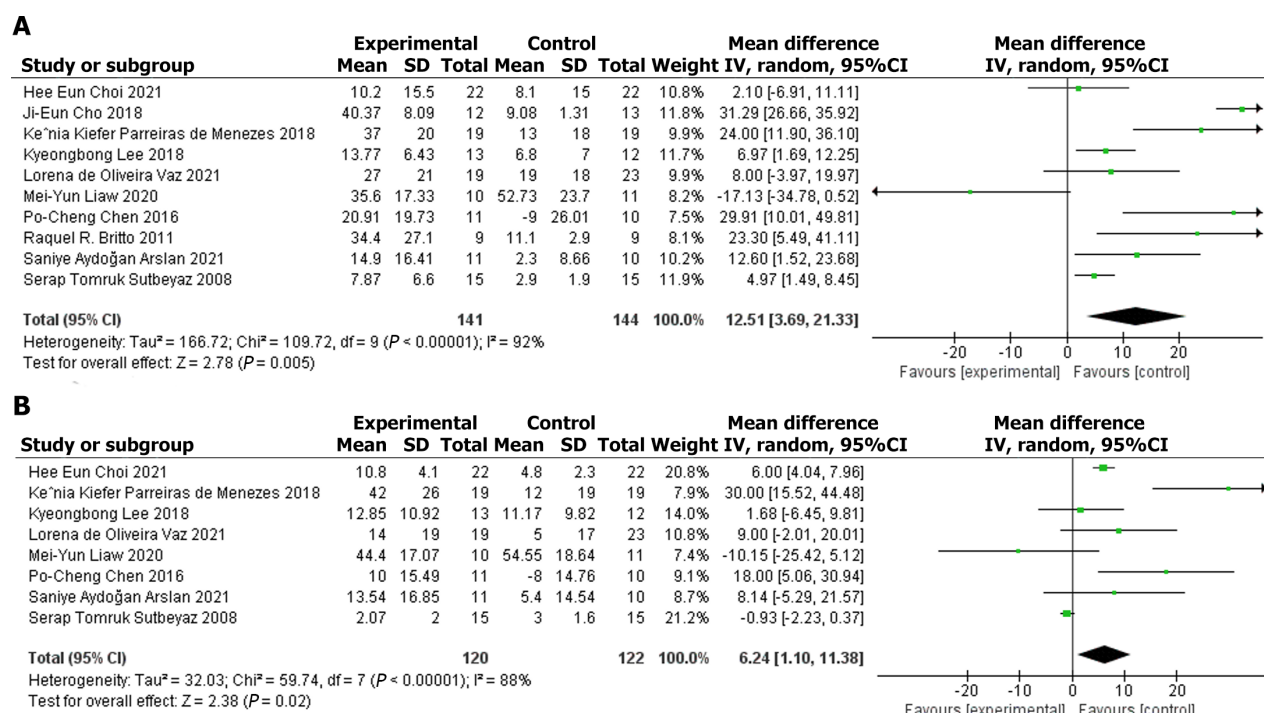 A
Experimental Control Mean difference Mean difference
Study or subgroup Mean SD Total Mean SD Total Weight IV, random, 95%CI IV, random, 95%CI
Hee Eun Choi 2021 10.2 15.5 22 8.1 15 22 10.8% 2.10 [-6.91, 11.11]
Ji-Eun Cho 2018 40.37 8.09 12 9.08 1.31 13 11.8% 31.29 [26.66, 35.92]
Ke^nia Kiefer Parreiras de Menezes 2018 37 20 19 13 18 19 9.9% 24.00 [11.90, 36.10]
Kyeongbong Lee 2018 13.77 6.43 13 6.8 7 12 11.7% 6.97 [1.69, 12.25]
Lorena de Oliveira Vaz 2021 27 21 19 19 18 23 9.9% 8.00 [-3.97, 19.97]
Mei-Yun Liaw 2020 35.6 17.33 10 52.73 23.7 11 8.2% -17.13 [-34.78, 0.52]
Po-Cheng Chen 2016 20.91 19.73 11 -9 26.01 10 7.5% 29.91 [10.01, 49.81]
Raquel R. Britto 2011 34.4 27.1 9 11.1 2.9 9 8.1% 23.30 [5.49, 41.11]
Saniye Aydoğan Arslan 2021 14.9 16.41 11 2.3 8.66 10 10.2% 12.60 [1.52, 23.68]
Serap Tomruk Sutbeyaz 2008 7.87 6.6 15 2.9 1.9 15 11.9% 4.97 [1.49, 8.45]
Total (95% CI) 141 144 100.0% 12.51 [3.69, 21.33]
Heterogeneity: Tau² = 166.72; Chi² = 109.72, df = 9 (P < 0.00001); I² = 92%
Test for overall effect: Z = 2.78 (P = 0.005)
-20 -10 0 10 20
Favours [experimental] Favours [control]
B
Experimental Control Mean difference Mean difference
Study or subgroup Mean SD Total Mean SD Total Weight IV, random, 95%CI IV, random, 95%CI
Hee Eun Choi 2021 10.8 4.1 22 4.8 2.3 22 20.8% 6.00 [4.04, 7.96]
Ke^nia Kiefer Parreiras de Menezes 2018 42 26 19 12 19 19 7.9% 30.00 [15.52, 44.48]
Kyeongbong Lee 2018 12.85 10.92 13 11.17 9.82 12 14.0% 1.68 [-6.45, 9.81]
Lorena de Oliveira Vaz 2021 14 19 19 5 17 23 10.8% 9.00 [-2.01, 20.01]
Mei-Yun Liaw 2020 44.4 17.07 10 54.55 18.64 11 7.4% -10.15 [-25.42, 5.12]
Po-Cheng Chen 2016 10 15.49 11 -8 14.76 10 9.1% 18.00 [5.06, 30.94]
Saniye Aydoğan Arslan 2021 13.54 16.85 11 5.4 14.54 10 8.7% 8.14 [-5.29, 21.57]
Serap Tomruk Sutbeyaz 2008 2.07 2 15 3 1.6 15 21.2% -0.93 [-2.23, 0.37]
Total (95% CI) 120 122 100.0% 6.24 [1.10, 11.38]
Heterogeneity: Tau² = 32.03; Chi² = 59.74, df = 7 (P < 0.00001); I² = 88%
Test for overall effect: Z = 2.38 (P = 0.02)
-20 -10 0 10 20
Favours [experimental] Favours [control]